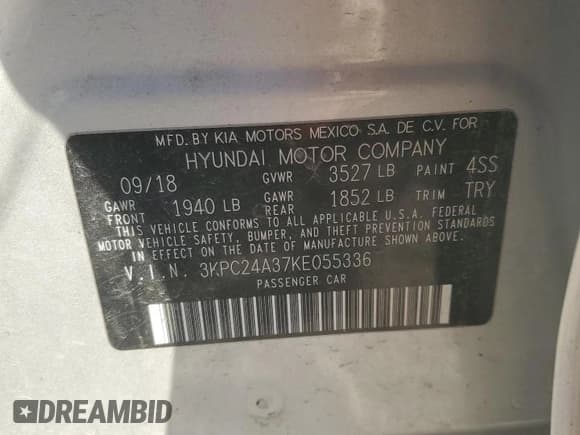 MFD. BY KIA MOTORS MEXICO S.A. DE C.V. FOR
HYUNDAI MOTOR COMPANY
09/18 GVWR 3527 LB PAINT 4SS
GAWR FRONT 1940 LB GAWR REAR 1852 LB TRIM TRY
THIS VEHICLE CONFORMS TO ALL APPLICABLE U.S.A. FEDERAL
MOTOR VEHICLE SAFETY, BUMPER, AND THEFT PREVENTION STANDARDS
IN EFFECT ON THE DATE OF MANUFACTURE SHOWN ABOVE.
V.I.N. 3KPC24A37KE055336
PASSENGER CAR
DREAMBID